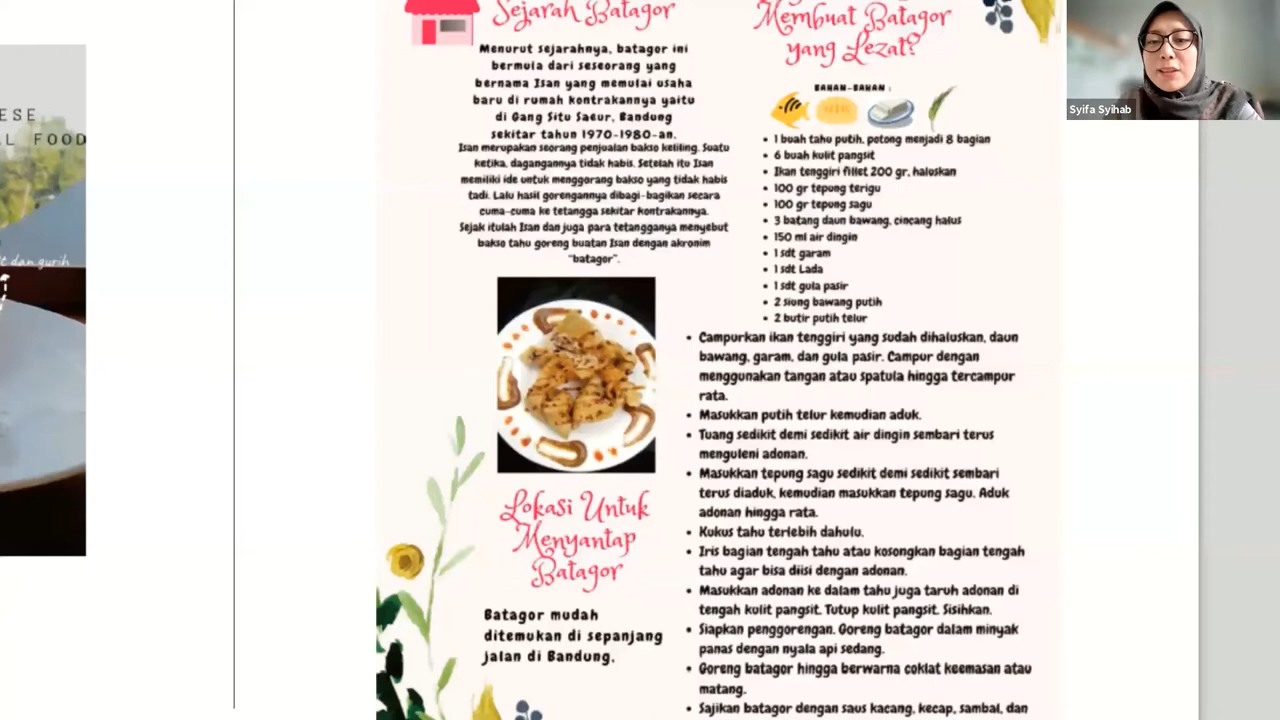 ESE
L FOOD
t dan gurih
Sejarah Batagor
Menurut sejarahnya, batagor ini
bermula dari seseorang yang
bernama Isan yang memulai usaha
baru di rumah kontrakannya yaitu
di Gang Situ Saeur, Bandung
sekitar tahun 1970-1980-an.
Isan merupakan seorang penjualan bakso keliling. Suatu
ketika, dagangannya tidak habis. Setelah itu Isan
memiliki ide untuk menggorang bakso yang tidak habis
tadi. Lalu hasil gorengannya dibagi-bagikan secara
cuma-cuma ke tetangga sekitar kontrakannya.
Sejak itulah Isan dan juga para tetangganya menyebut
bakso tahu goreng buatan Isan dengan akronim
"batagor".
Lokasi Untuk
Menyantap
Batagor
Batagor mudah
ditemukan di sepanjang
jalan di Bandung.
Membuat Batagor
yang Lezat?
BAHAN-BAHAN :
• 1 buah tahu putih, potong menjadi 8 bagian
• 6 buah kulit pangsit
• Ikan tenggiri fillet 200 gr, haluskan
• 100 gr tepung terigu
• 100 gr tepung sagu
• 3 batang daun bawang, cincang halus
• 150 ml air dingin
• 1 sdt garam
• 1 sdt Lada
• 1 sdt gula pasir
• 2 siung bawang putih
• 2 butir putih telur
• Campurkan ikan tenggiri yang sudah dihaluskan, daun
bawang, garam, dan gula pasir. Campur dengan
menggunakan tangan atau spatula hingga tercampur
rata.
• Masukkan putih telur kemudian aduk.
• Tuang sedikit demi sedikit air dingin sembari terus
menguleni adonan.
• Masukkan tepung sagu sedikit demi sedikit sembari
terus diaduk, kemudian masukkan tepung sagu. Aduk
adonan hingga rata.
• Kukus tahu terlebih dahulu.
• Iris bagian tengah tahu atau kosongkan bagian tengah
tahu agar bisa diisi dengan adonan.
• Masukkan adonan ke dalam tahu juga taruh adonan di
tengah kulit pangsit. Tutup kulit pangsit. Sisihkan.
• Siapkan penggorengan. Goreng batagor dalam minyak
panas dengan nyala api sedang.
• Goreng batagor hingga berwarna coklat keemasan atau
matang.
• Sajikan batagor dengan saus kacang, kecap, sambal, dan
Syifa Syihab